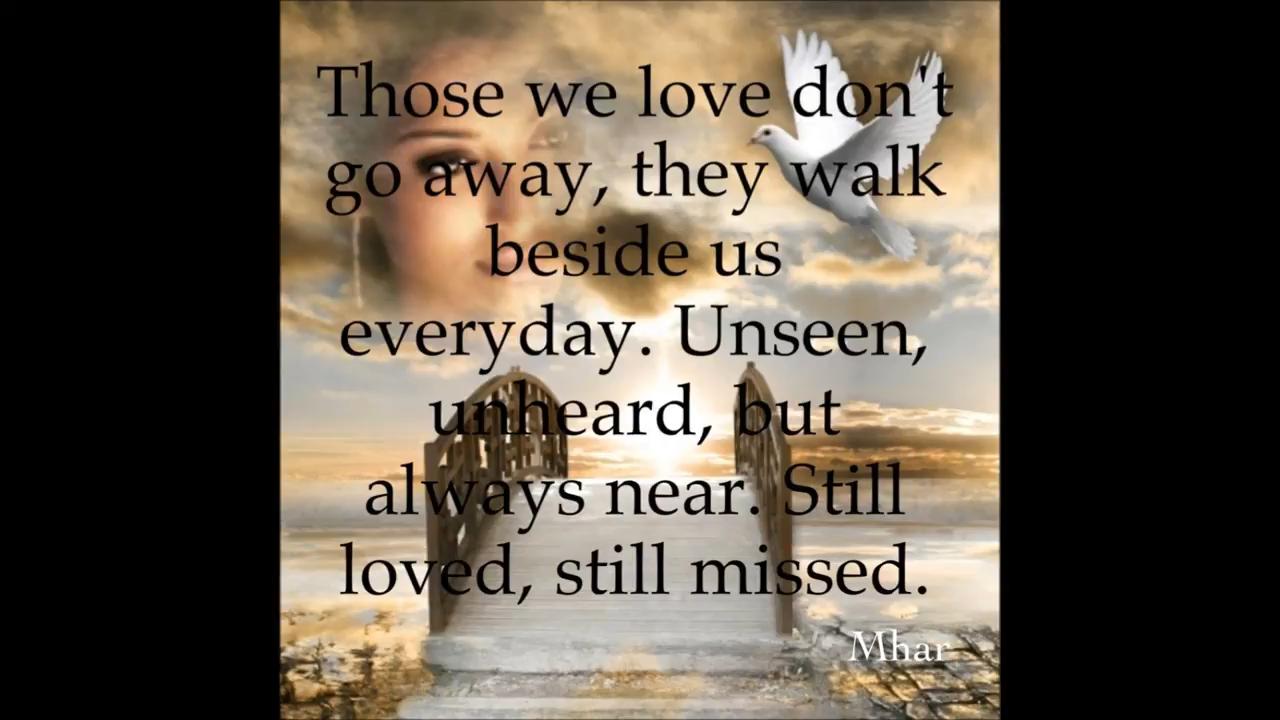 Those we love don't
go away, they walk
beside us
everyday. Unseen,
unheard, but
always near. Still
loved, still missed.
Mhar